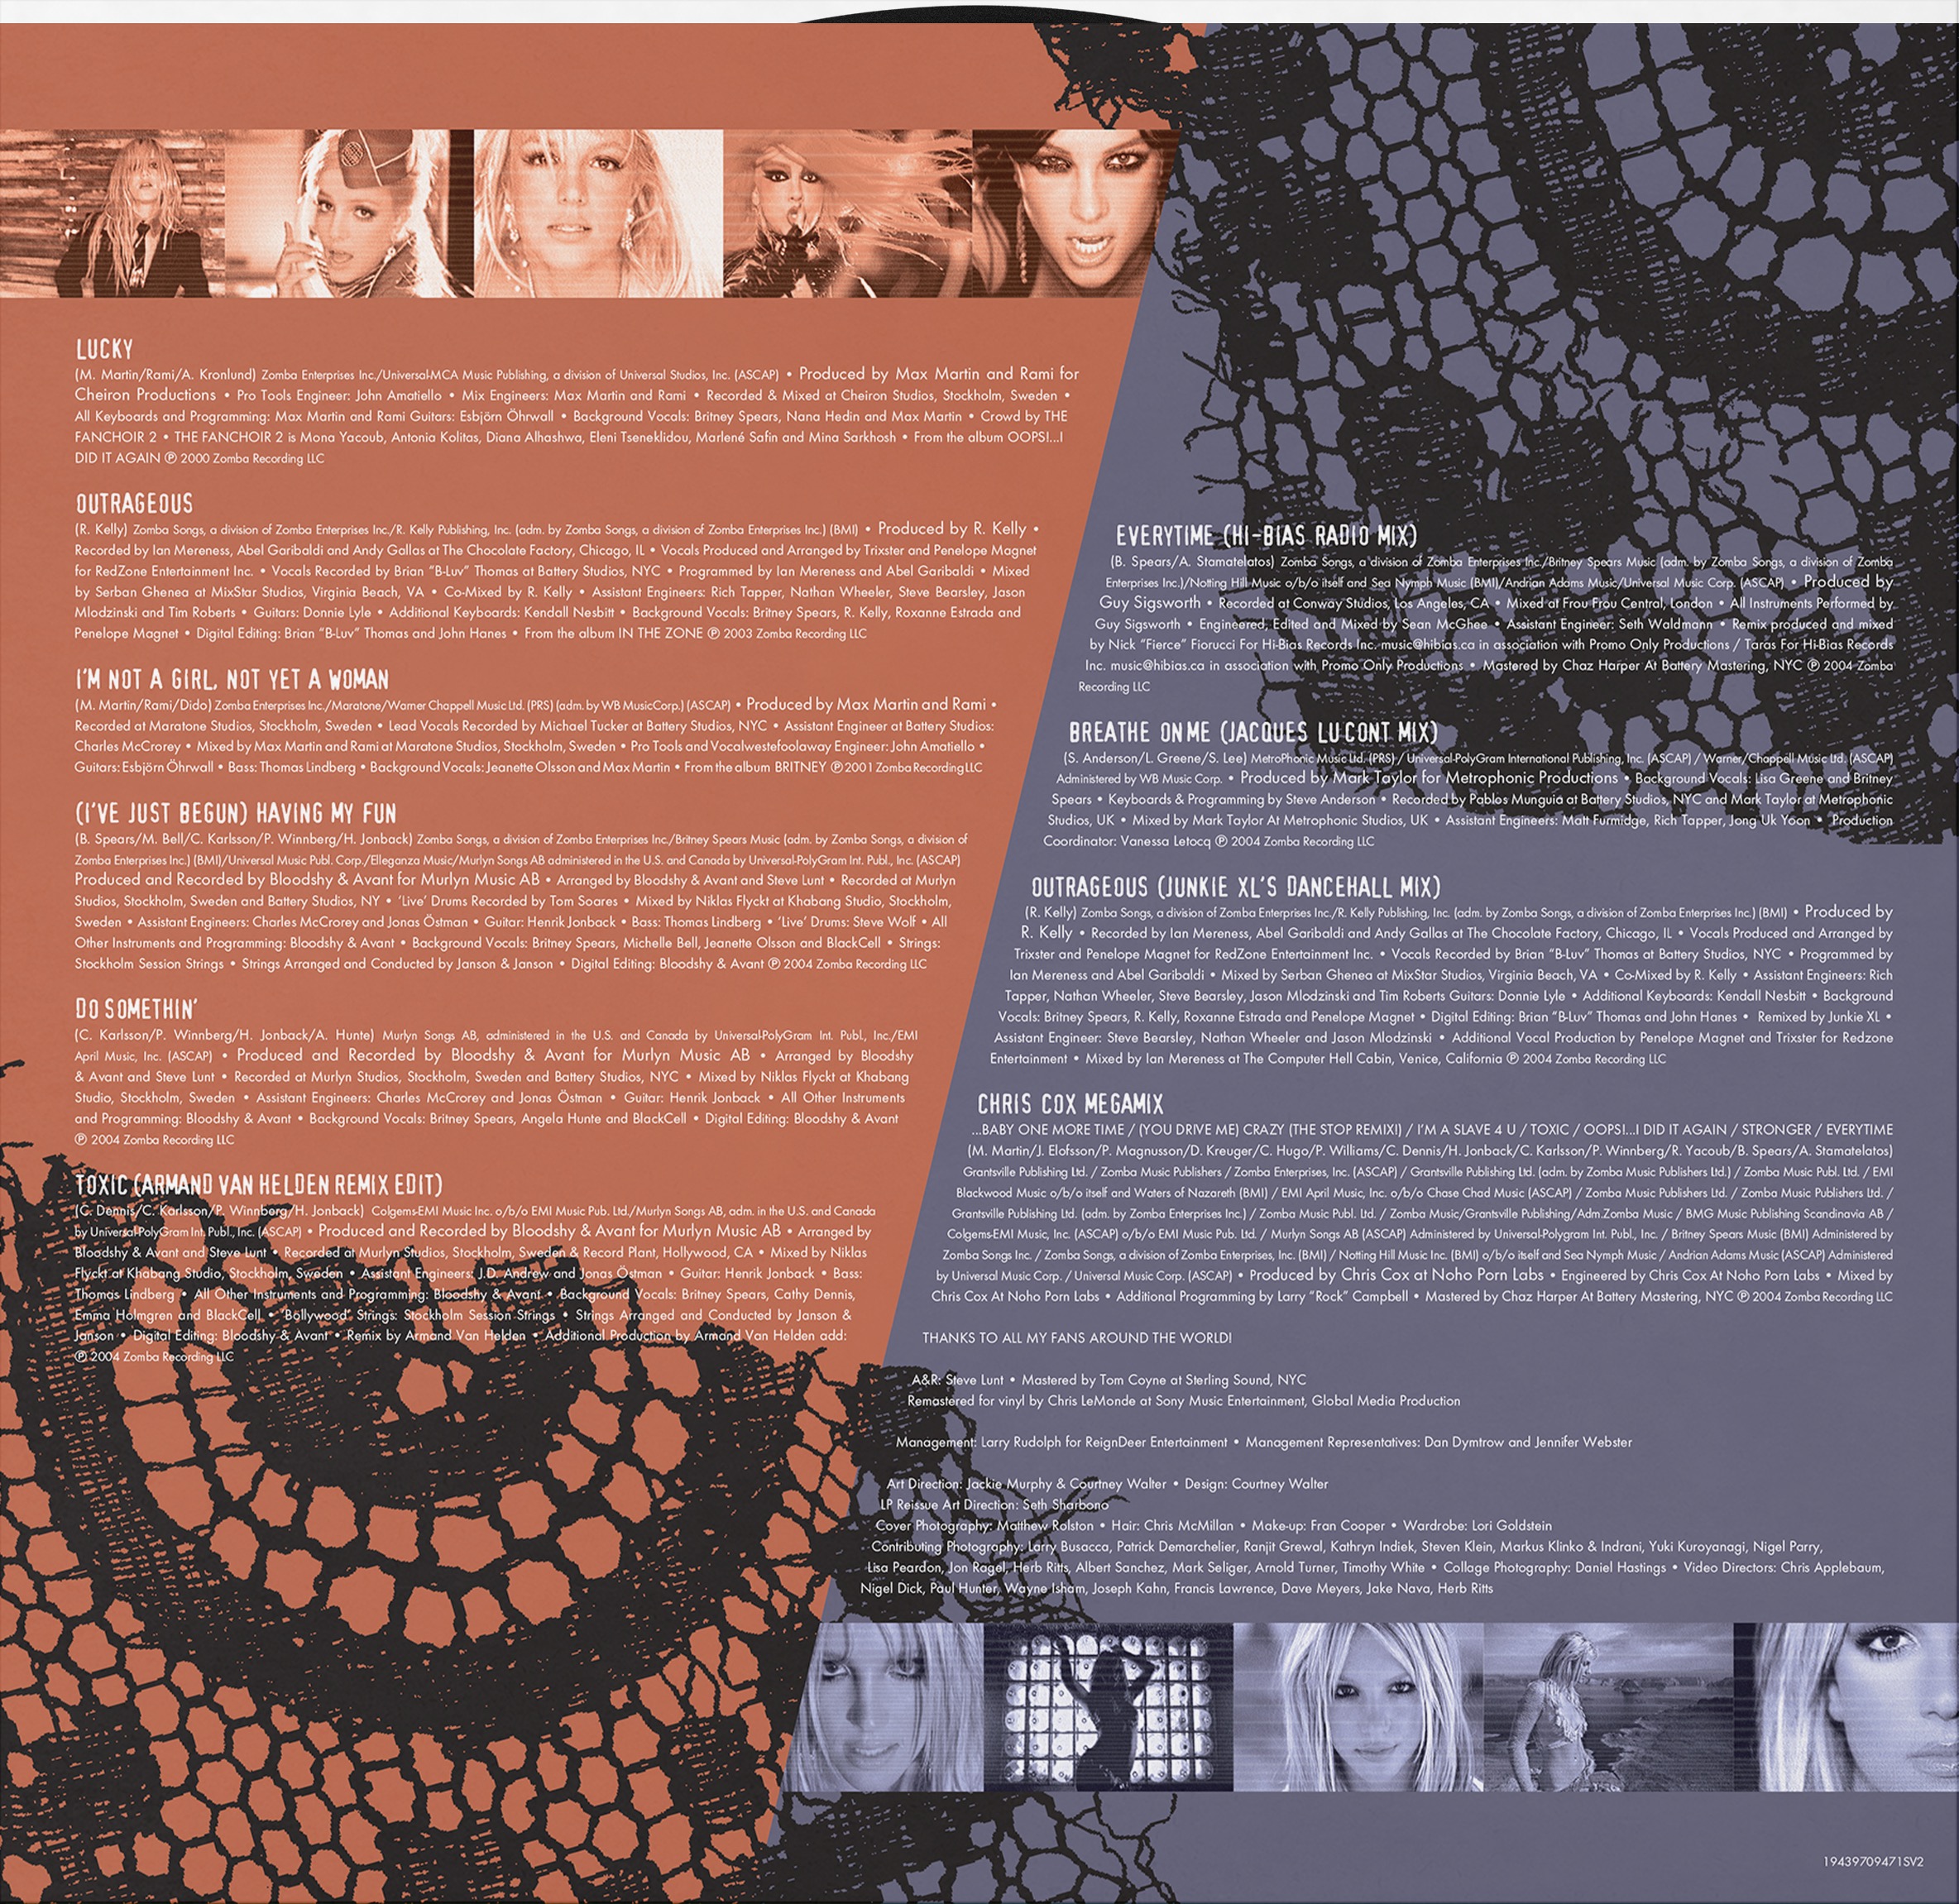 LUCKY
(M. Martin/Rami/A. Kronlund) Zomba Enterprises Inc./Universal-MCA Music Publishing, a division of Universal Studios, Inc. (ASCAP) • Produced by Max Martin and Rami for
Cheiron Productions • Pro Tools Engineer: John Amatiello • Mix Engineers: Max Martin and Rami • Recorded & Mixed at Cheiron Studios, Stockholm, Sweden •
All Keyboards and Programming: Max Martin and Rami Guitars: Esbjörn Öhrwall • Background Vocals: Britney Spears, Nana Hedin and Max Martin • Crowd by THE
FANCHOIR 2 • THE FANCHOIR 2 is Mona Yacoub, Antonia Kolitas, Diana Alhashwa, Eleni Tseneklidou, Marlené Safin and Mina Sarkhosh • From the album OOPS!...I
DID IT AGAIN ℗ 2000 Zomba Recording LLC
OUTRAGEOUS
(R. Kelly) Zomba Songs, a division of Zomba Enterprises Inc./R. Kelly Publishing, Inc. (adm. by Zomba Songs, a division of Zomba Enterprises Inc.) (BMI) • Produced by R. Kelly •
Recorded by Ian Mereness, Abel Garibaldi and Andy Gallas at The Chocolate Factory, Chicago, IL • Vocals Produced and Arranged by Trixster and Penelope Magnet
for RedZone Entertainment Inc. • Vocals Recorded by Brian "B-Luv" Thomas at Battery Studios, NYC • Programmed by Ian Mereness and Abel Garibaldi • Mixed
by Serban Ghenea at MixStar Studios, Virginia Beach, VA • Co-Mixed by R. Kelly • Assistant Engineers: Rich Tapper, Nathan Wheeler, Steve Bearsley, Jason
Mlodzinski and Tim Roberts • Guitars: Donnie Lyle • Additional Keyboards: Kendall Nesbitt • Background Vocals: Britney Spears, R. Kelly, Roxanne Estrada and
Penelope Magnet • Digital Editing: Brian "B-Luv" Thomas and John Hanes • From the album IN THE ZONE ℗ 2003 Zomba Recording LLC
I'M NOT A GIRL, NOT YET A WOMAN
(M. Martin/Rami/Dido) Zomba Enterprises Inc./Maratone/Warner Chappell Music Ltd. (PRS) (adm. by WB MusicCorp.) (ASCAP) • Produced by Max Martin and Rami •
Recorded at Maratone Studios, Stockholm, Sweden • Lead Vocals Recorded by Michael Tucker at Battery Studios, NYC • Assistant Engineer at Battery Studios:
Charles McCrorey • Mixed by Max Martin and Rami at Maratone Studios, Stockholm, Sweden • Pro Tools and Vocalwestefoolaway Engineer: John Amatiello •
Guitars: Esbjörn Öhrwall • Bass: Thomas Lindberg • Background Vocals: Jeanette Olsson and Max Martin • From the album BRITNEY ℗ 2001 Zomba Recording LLC
(I'VE JUST BEGUN) HAVING MY FUN
(B. Spears/M. Bell/C. Karlsson/P. Winnberg/H. Jonback) Zomba Songs, a division of Zomba Enterprises Inc./Britney Spears Music (adm. by Zomba Songs, a division of
Zomba Enterprises Inc.) (BMI)/Universal Music Publ. Corp./Elleganza Music/Murlyn Songs AB administered in the U.S. and Canada by Universal-PolyGram Int. Publ., Inc. (ASCAP)
Produced and Recorded by Bloodshy & Avant for Murlyn Music AB • Arranged by Bloodshy & Avant and Steve Lunt • Recorded at Murlyn
Studios, Stockholm, Sweden and Battery Studios, NY • 'Live' Drums Recorded by Tom Soares • Mixed by Niklas Flyckt at Khabang Studio, Stockholm,
Sweden • Assistant Engineers: Charles McCrorey and Jonas Östman • Guitar: Henrik Jonback • Bass: Thomas Lindberg • 'Live' Drums: Steve Wolf • All
Other Instruments and Programming: Bloodshy & Avant • Background Vocals: Britney Spears, Michelle Bell, Jeanette Olsson and BlackCell • Strings:
Stockholm Session Strings • Strings Arranged and Conducted by Janson & Janson • Digital Editing: Bloodshy & Avant ℗ 2004 Zomba Recording LLC
DO SOMETHIN'
(C. Karlsson/P. Winnberg/H. Jonback/A. Hunte) Murlyn Songs AB, administered in the U.S. and Canada by Universal-PolyGram Int. Publ., Inc./EMI
April Music, Inc. (ASCAP) • Produced and Recorded by Bloodshy & Avant for Murlyn Music AB • Arranged by Bloodshy
& Avant and Steve Lunt • Recorded at Murlyn Studios, Stockholm, Sweden and Battery Studios, NYC • Mixed by Niklas Flyckt at Khabang
Studio, Stockholm, Sweden • Assistant Engineers: Charles McCrorey and Jonas Östman • Guitar: Henrik Jonback • All Other Instruments
and Programming: Bloodshy & Avant • Background Vocals: Britney Spears, Angela Hunte and BlackCell • Digital Editing: Bloodshy & Avant
℗ 2004 Zomba Recording LLC
TOXIC (ARMAND VAN HELDEN REMIX EDIT)
(C. Dennis/C. Karlsson/P. Winnberg/H. Jonback) Colgems-EMI Music Inc. o/b/o EMI Music Pub. Ltd./Murlyn Songs AB, adm. in the U.S. and Canada
by Universal-PolyGram Int. Publ., Inc. (ASCAP) • Produced and Recorded by Bloodshy & Avant for Murlyn Music AB • Arranged by
Bloodshy & Avant and Steve Lunt • Recorded at Murlyn Studios, Stockholm, Sweden & Record Plant, Hollywood, CA • Mixed by Niklas
Flyckt at Khabang Studio, Stockholm, Sweden • Assistant Engineers: J.D. Andrew and Jonas Östman • Guitar: Henrik Jonback • Bass:
Thomas Lindberg • All Other Instruments and Programming: Bloodshy & Avant • Background Vocals: Britney Spears, Cathy Dennis,
Emma Holmgren and BlackCell • 'Bollywood' Strings: Stockholm Session Strings • Strings Arranged and Conducted by Janson &
Janson • Digital Editing: Bloodshy & Avant • Remix by Armand Van Helden • Additional Production by Armand Van Helden add:
℗ 2004 Zomba Recording LLC
EVERYTIME (HI-BIAS RADIO MIX)
(B. Spears/A. Stamatelatos) Zomba Songs, a division of Zomba Enterprises Inc./Britney Spears Music (adm. by Zomba Songs, a division of Zomba
Enterprises Inc.)/Notting Hill Music o/b/o itself and Sea Nymph Music (BMI)/Andrian Adams Music/Universal Music Corp. (ASCAP) • Produced by
Guy Sigsworth • Recorded at Conway Studios, Los Angeles, CA • Mixed at Frou Frou Central, London • All Instruments Performed by
Guy Sigsworth • Engineered, Edited and Mixed by Sean McGhee • Assistant Engineer: Seth Waldmann • Remix produced and mixed
by Nick "Fierce" Fiorucci For Hi-Bias Records Inc. music@hibias.ca in association with Promo Only Productions / Taras For Hi-Bias Records
Inc. music@hibias.ca in association with Promo Only Productions • Mastered by Chaz Harper At Battery Mastering, NYC ℗ 2004 Zomba
Recording LLC
BREATHE ON ME (JACQUES LU CONT MIX)
(S. Anderson/L. Greene/S. Lee) MetroPhonic Music Ltd. (PRS) / Universal-PolyGram International Publishing, Inc. (ASCAP) / Warner/Chappell Music Ltd. (ASCAP)
Administered by WB Music Corp. • Produced by Mark Taylor for Metrophonic Productions • Background Vocals: Lisa Greene and Britney
Spears • Keyboards & Programming by Steve Anderson • Recorded by Pablos Munguia at Battery Studios, NYC and Mark Taylor at Metrophonic
Studios, UK • Mixed by Mark Taylor At Metrophonic Studios, UK • Assistant Engineers: Matt Furmidge, Rich Tapper, Jong Uk Yoon • Production
Coordinator: Vanessa Letocq ℗ 2004 Zomba Recording LLC
OUTRAGEOUS (JUNKIE XL'S DANCEHALL MIX)
(R. Kelly) Zomba Songs, a division of Zomba Enterprises Inc./R. Kelly Publishing, Inc. (adm. by Zomba Songs, a division of Zomba Enterprises Inc.) (BMI) • Produced by
R. Kelly • Recorded by Ian Mereness, Abel Garibaldi and Andy Gallas at The Chocolate Factory, Chicago, IL • Vocals Produced and Arranged by
Trixster and Penelope Magnet for RedZone Entertainment Inc. • Vocals Recorded by Brian "B-Luv" Thomas at Battery Studios, NYC • Programmed by
Ian Mereness and Abel Garibaldi • Mixed by Serban Ghenea at MixStar Studios, Virginia Beach, VA • Co-Mixed by R. Kelly • Assistant Engineers: Rich
Tapper, Nathan Wheeler, Steve Bearsley, Jason Mlodzinski and Tim Roberts Guitars: Donnie Lyle • Additional Keyboards: Kendall Nesbitt • Background
Vocals: Britney Spears, R. Kelly, Roxanne Estrada and Penelope Magnet • Digital Editing: Brian "B-Luv" Thomas and John Hanes • Remixed by Junkie XL •
Assistant Engineer: Steve Bearsley, Nathan Wheeler and Jason Mlodzinski • Additional Vocal Production by Penelope Magnet and Trixster for Redzone
Entertainment • Mixed by Ian Mereness at The Computer Hell Cabin, Venice, California ℗ 2004 Zomba Recording LLC
CHRIS COX MEGAMIX
...BABY ONE MORE TIME / (YOU DRIVE ME) CRAZY (THE STOP REMIX!) / I'M A SLAVE 4 U / TOXIC / OOPS!...I DID IT AGAIN / STRONGER / EVERYTIME
(M. Martin/J. Elofsson/P. Magnusson/D. Kreuger/C. Hugo/P. Williams/C. Dennis/H. Jonback/C. Karlsson/P. Winnberg/R. Yacoub/B. Spears/A. Stamatelatos)
Grantsville Publishing Ltd. / Zomba Music Publishers / Zomba Enterprises, Inc. (ASCAP) / Grantsville Publishing Ltd. (adm. by Zomba Music Publishers Ltd.) / Zomba Music Publ. Ltd. / EMI
Blackwood Music o/b/o itself and Waters of Nazareth (BMI) / EMI April Music, Inc. o/b/o Chase Chad Music (ASCAP) / Zomba Music Publishers Ltd. / Zomba Music Publishers Ltd. /
Grantsville Publishing Ltd. (adm. by Zomba Enterprises Inc.) / Zomba Music Publ. Ltd. / Zomba Music/Grantsville Publishing/Adm.Zomba Music / BMG Music Publishing Scandinavia AB /
Colgems-EMI Music, Inc. (ASCAP) o/b/o EMI Music Pub. Ltd. / Murlyn Songs AB (ASCAP) Administered by Universal-Polygram Int. Publ., Inc. / Britney Spears Music (BMI) Administered by
Zomba Songs Inc. / Zomba Songs, a division of Zomba Enterprises, Inc. (BMI) / Notting Hill Music Inc. (BMI) o/b/o itself and Sea Nymph Music / Andrian Adams Music (ASCAP) Administered
by Universal Music Corp. / Universal Music Corp. (ASCAP) • Produced by Chris Cox at Noho Porn Labs • Engineered by Chris Cox At Noho Porn Labs • Mixed by
Chris Cox At Noho Porn Labs • Additional Programming by Larry "Rock" Campbell • Mastered by Chaz Harper At Battery Mastering, NYC ℗ 2004 Zomba Recording LLC
THANKS TO ALL MY FANS AROUND THE WORLD!
A&R: Steve Lunt • Mastered by Tom Coyne at Sterling Sound, NYC
Remastered for vinyl by Chris LeMonde at Sony Music Entertainment, Global Media Production
Management: Larry Rudolph for ReignDeer Entertainment • Management Representatives: Dan Dymtrow and Jennifer Webster
Art Direction: Jackie Murphy & Courtney Walter • Design: Courtney Walter
LP Reissue Art Direction: Seth Sharbono
Cover Photography: Matthew Rolston • Hair: Chris McMillan • Make-up: Fran Cooper • Wardrobe: Lori Goldstein
Contributing Photography: Larry Busacca, Patrick Demarchelier, Ranjit Grewal, Kathryn Indiek, Steven Klein, Markus Klinko & Indrani, Yuki Kuroyanagi, Nigel Parry,
Lisa Peardon, Jon Ragel, Herb Ritts, Albert Sanchez, Mark Seliger, Arnold Turner, Timothy White • Collage Photography: Daniel Hastings • Video Directors: Chris Applebaum,
Nigel Dick, Paul Hunter, Wayne Isham, Joseph Kahn, Francis Lawrence, Dave Meyers, Jake Nava, Herb Ritts
19439709471SV2